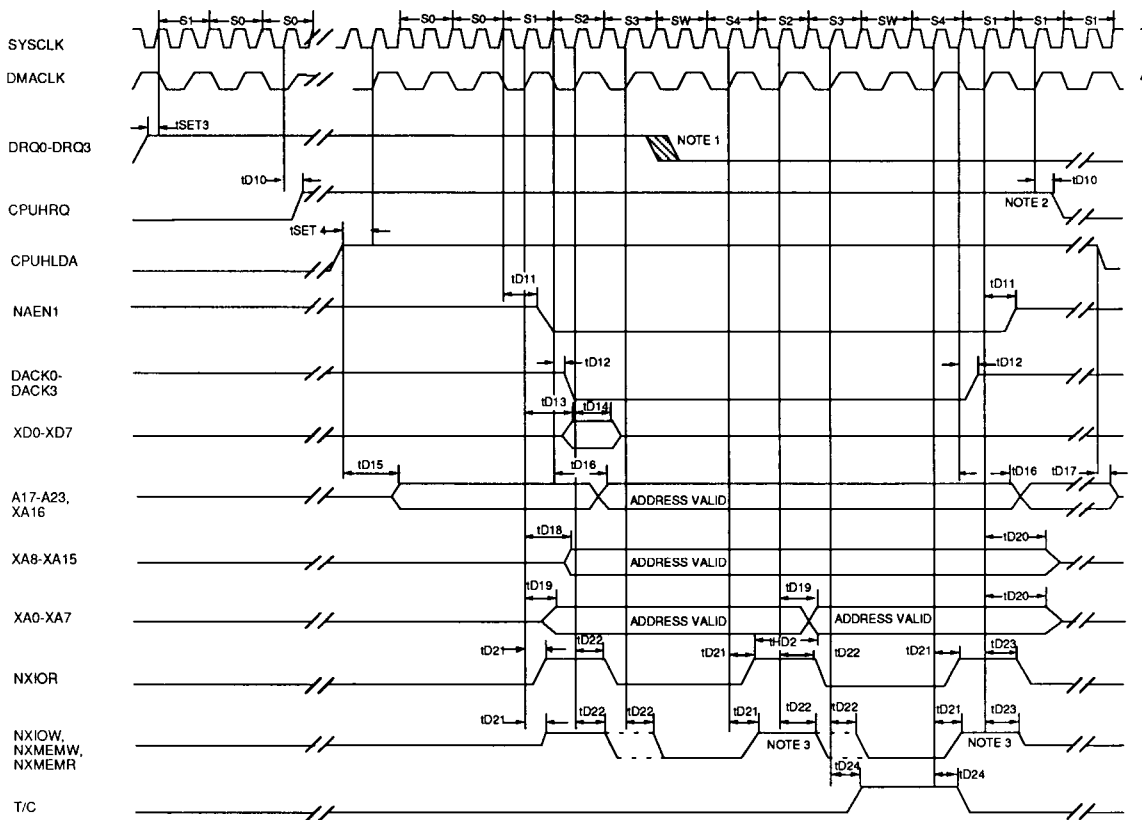 S1 S0 S0 S0 S0 S1 S2 S3 SW S4 S2 S3 SW S4 S1 S1 S1
SYSCLK
DMACLK
tSET3
DRQ0-DRQ3
NOTE 1
tD10
tD10
CPUHRQ
NOTE 2
tSET 4
CPUHLDA
tD11
tD11
NAEN1
tD12
tD12
DACK0-
DACK3
tD13
tD14
XD0-XD7
tD15
tD16
tD16
tD17
A17-A23,
XA16
ADDRESS VALID
tD18
tD20
XA8-XA15
ADDRESS VALID
tD19
tD19
tD20
XA0-XA7
ADDRESS VALID
ADDRESS VALID
tD21
tD22
tHD2
tD21
tD22
tD21
tD23
NXIOR
tD21
tD22
tD22
tD21
tD22
tD22
tD21
tD23
NXIOW,
NXMEMW,
NXMEMR
NOTE 3
NOTE 3
tD24
tD24
T/C